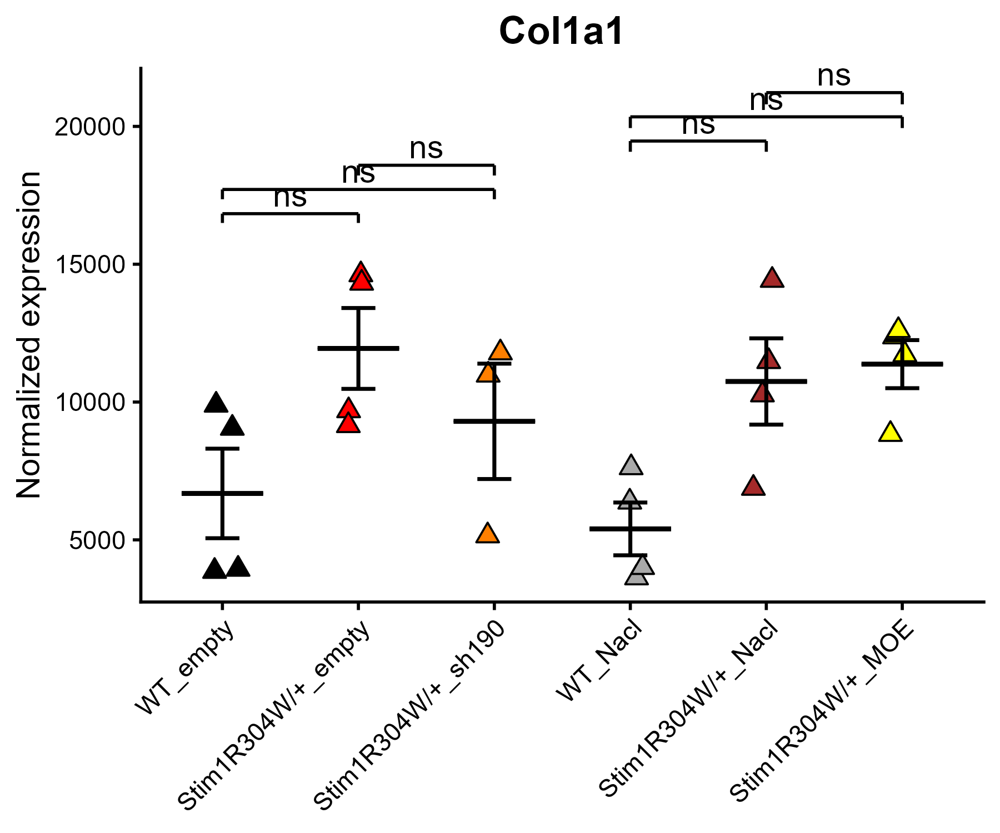 Col1a1
ns
ns
ns
ns
ns
ns
Normalized expression
20000
15000
10000
5000
WT_empty
Stim1R304W/+_empty
Stim1R304W/+_sh190
WT_Nacl
Stim1R304W/+_Nacl
Stim1R304W/+_MOE